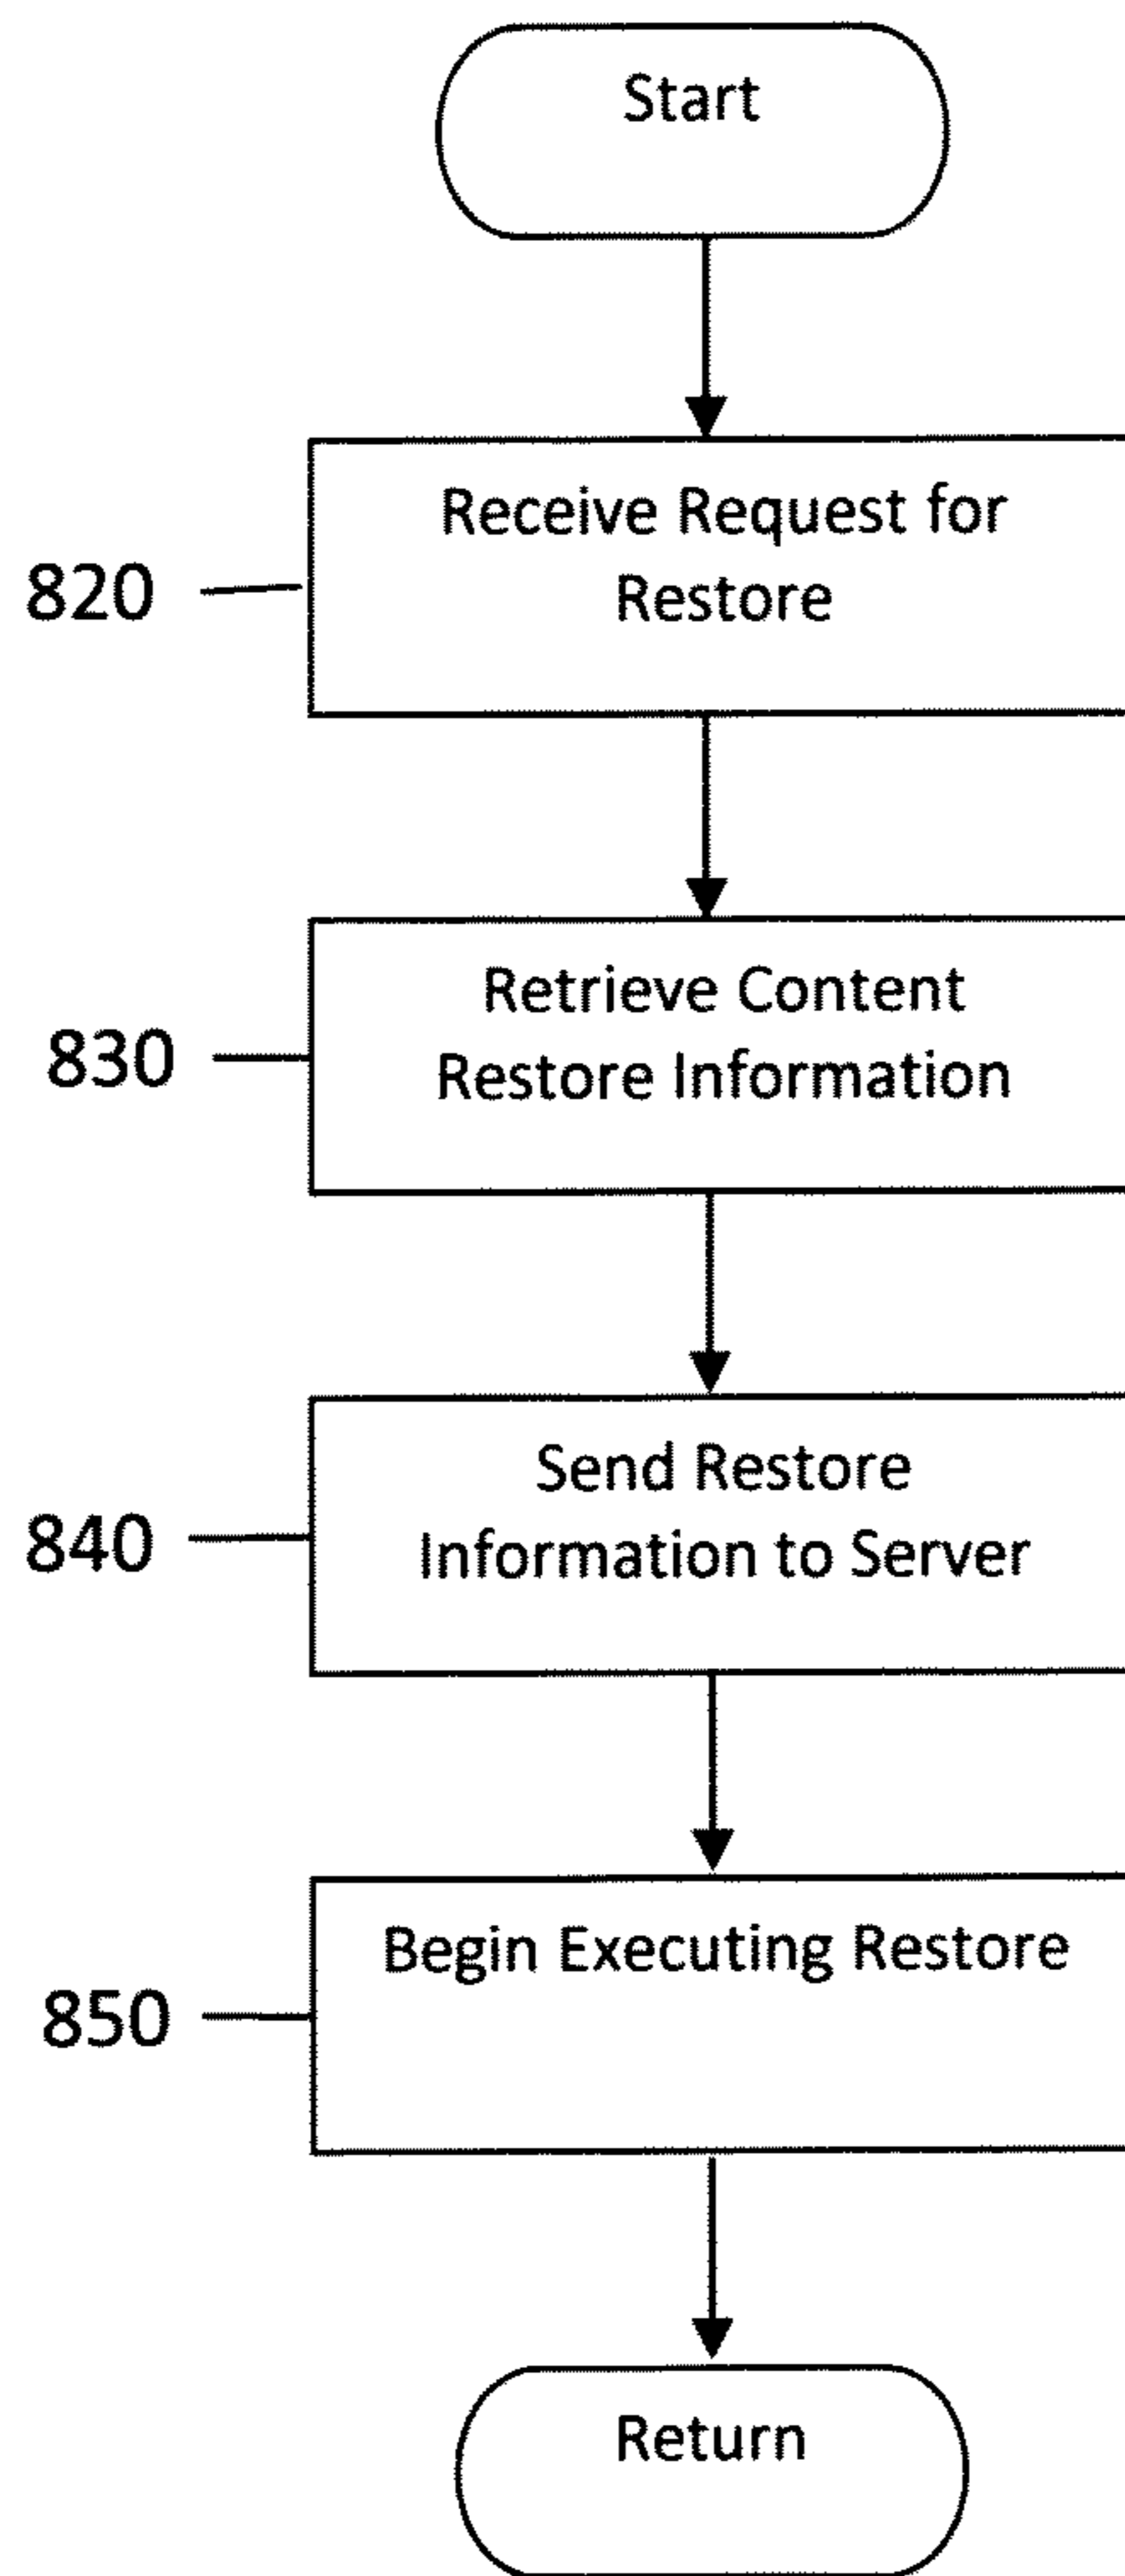 Start
Receive Request for
Restore
820
Retrieve Content
Restore Information
830
Send Restore
Information to Server
840
Begin Executing Restore
850
Return